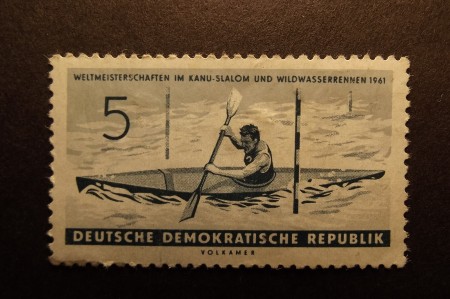 WELTMEISTERSCHAFTEN IM KANU-SLALOM UND WILDWASSERRENNEN 1961
5
DEUTSCHE DEMOKRATISCHE REPUBLIK
VOLKAMER